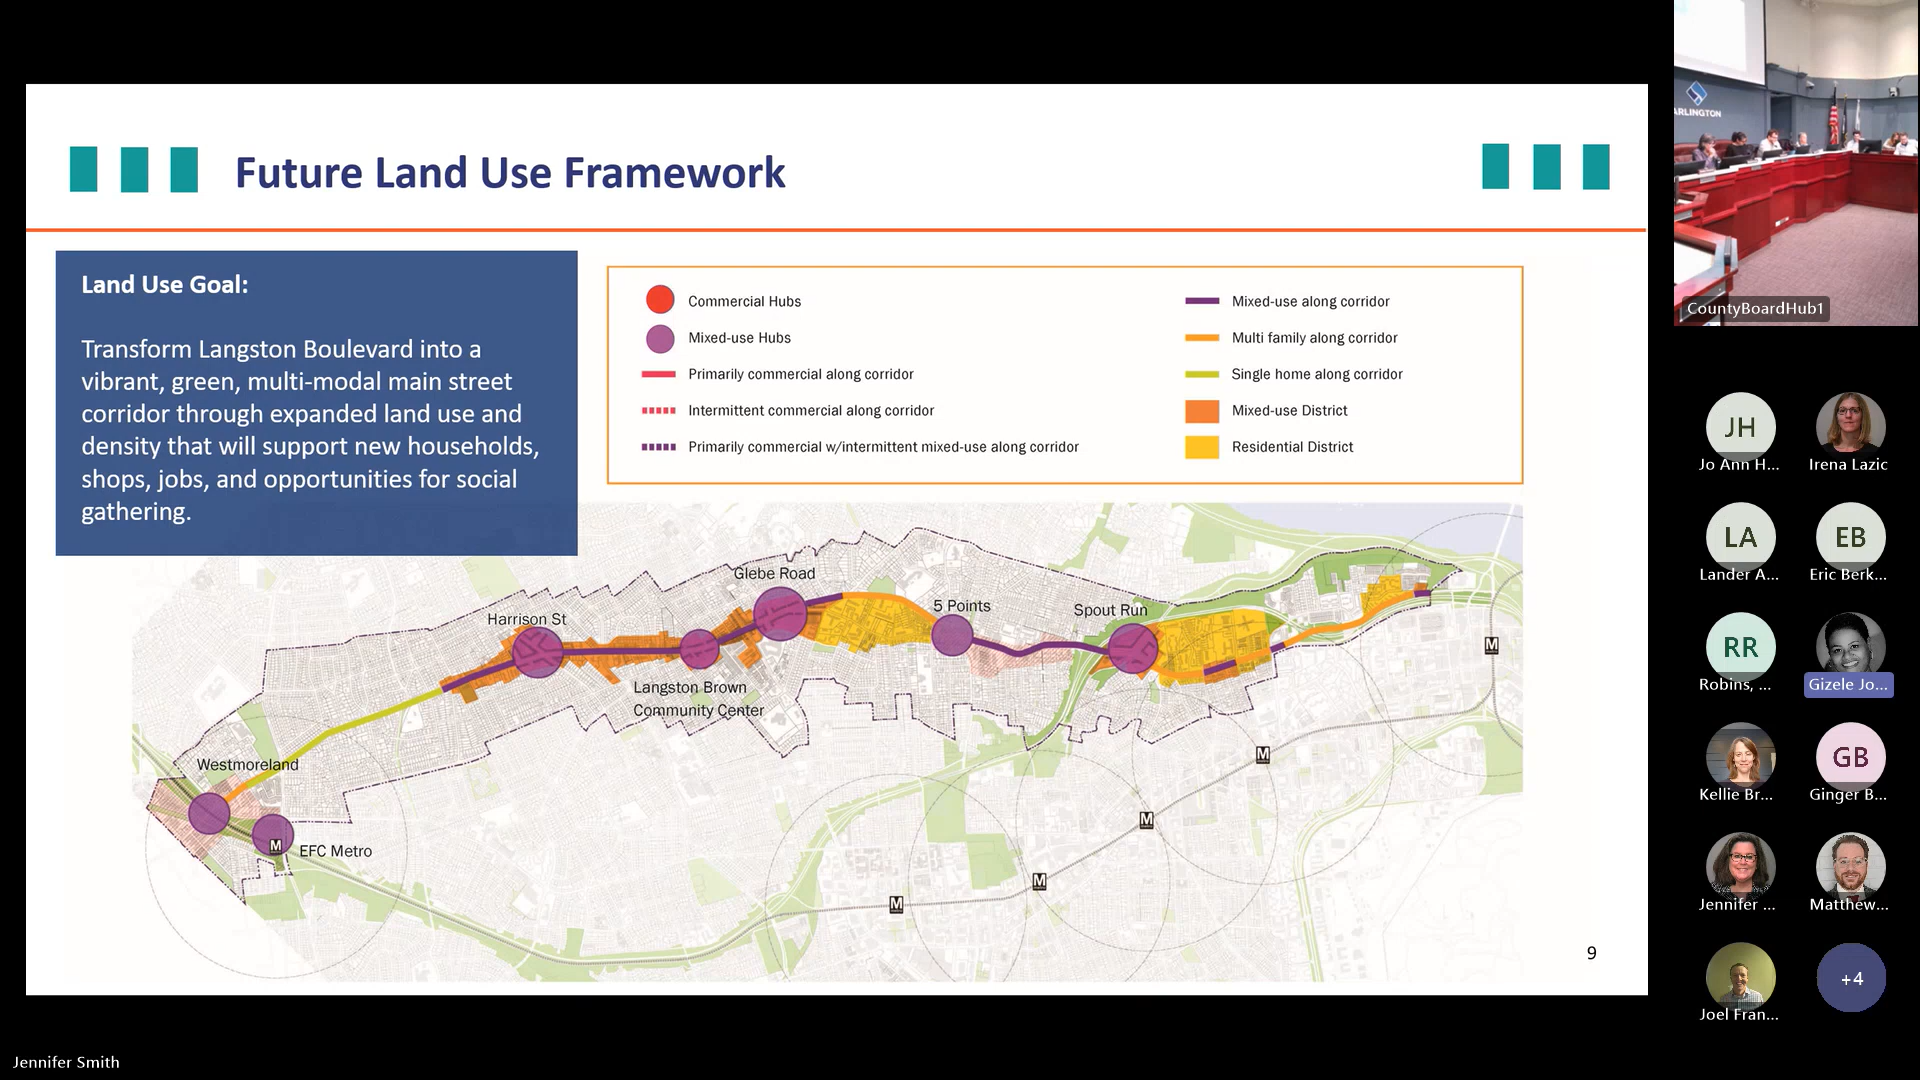 Future Land Use Framework
Land Use Goal:
Transform Langston Boulevard into a
vibrant, green, multi-modal main street
corridor through expanded land use and
density that will support new households,
shops, jobs, and opportunities for social
gathering.
Commercial Hubs
Mixed-use Hubs
Primarily commercial along corridor
Intermittent commercial along corridor
Primarily commercial w/intermittent mixed-use along corridor
Mixed-use along corridor
Multi family along corridor
Single home along corridor
Mixed-use District
Residential District
Glebe Road
Harrison St
5 Points
Spout Run
Langston Brown
Community Center
Westmoreland
EFC Metro
M
M
M
M
M
M
9
ARLINGTON
CountyBoardHub1
JH
Jo Ann H...
Irena Lazic
LA
Lander A...
EB
Eric Berk...
RR
Robins, ...
Gizele Jo...
Kellie Br...
GB
Ginger B...
Jennifer ...
Matthew...
Joel Fran...
+4
Jennifer Smith